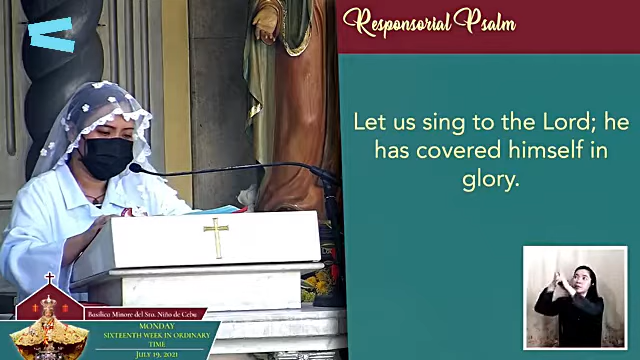 Responsorial Psalm
Let us sing to the Lord; he
has covered himself in
glory.
Basilica Minore del Sto. Niño de Cebu
MONDAY
SIXTEENTH WEEK IN ORDINARY
TIME
JULY 19, 2021